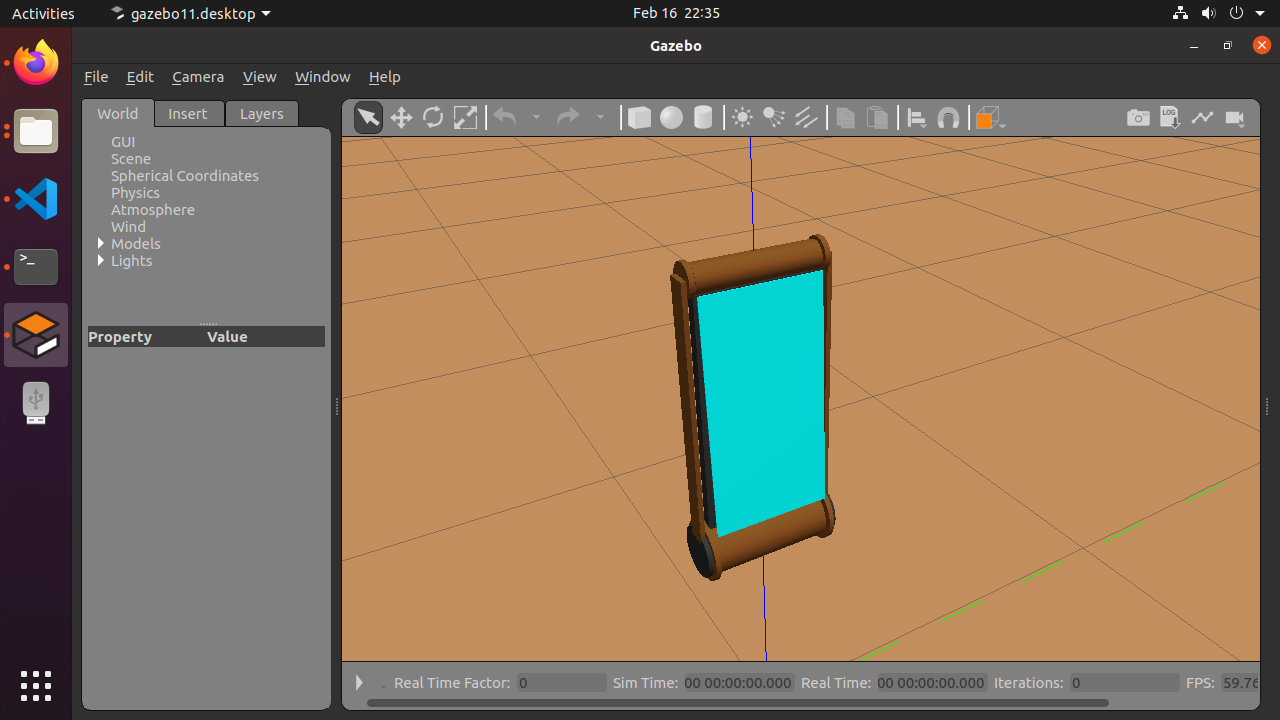 Activities gazebo11.desktop Feb 16 22:35
Gazebo
File Edit Camera View Window Help
World Insert Layers
LOG
GUI
Scene
Spherical Coordinates
Physics
Atmosphere
Wind
Models
Lights
Property Value
>_
Real Time Factor: 0 Sim Time: 00 00:00:00.000 Real Time: 00 00:00:00.000 Iterations: 0 FPS: 59.76